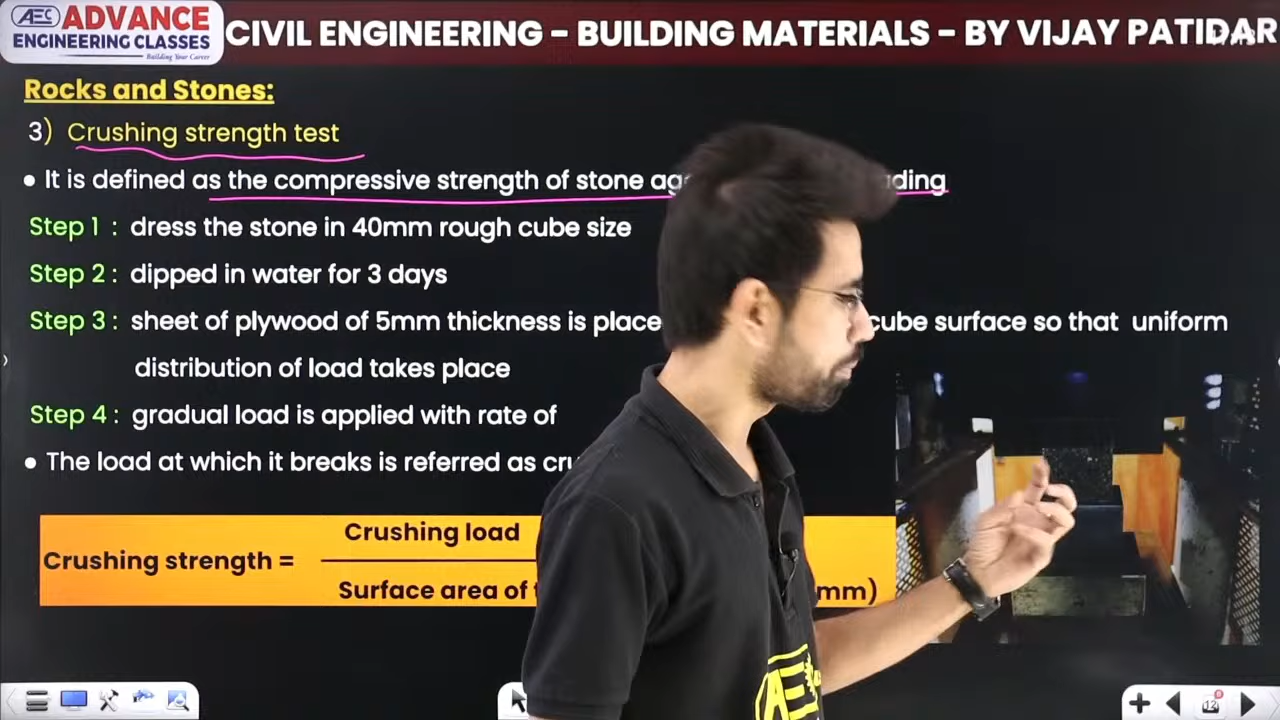 AEC ADVANCE
ENGINEERING CLASSES
Building Your Career
CIVIL ENGINEERING – BUILDING MATERIALS – BY VIJAY PATIDAR
Rocks and Stones:
3) Crushing strength test
• It is defined as the compressive strength of stone
Step 1 : dress the stone in 40mm rough cube size
Step 2 : dipped in water for 3 days
Step 3 : sheet of plywood of 5mm thickness is place cube surface so that uniform
distribution of load takes place
Step 4 : gradual load is applied with rate of
• The load at which it breaks is referred as
Crushing load
Crushing strength =
Surface area of mm)
12
AEC